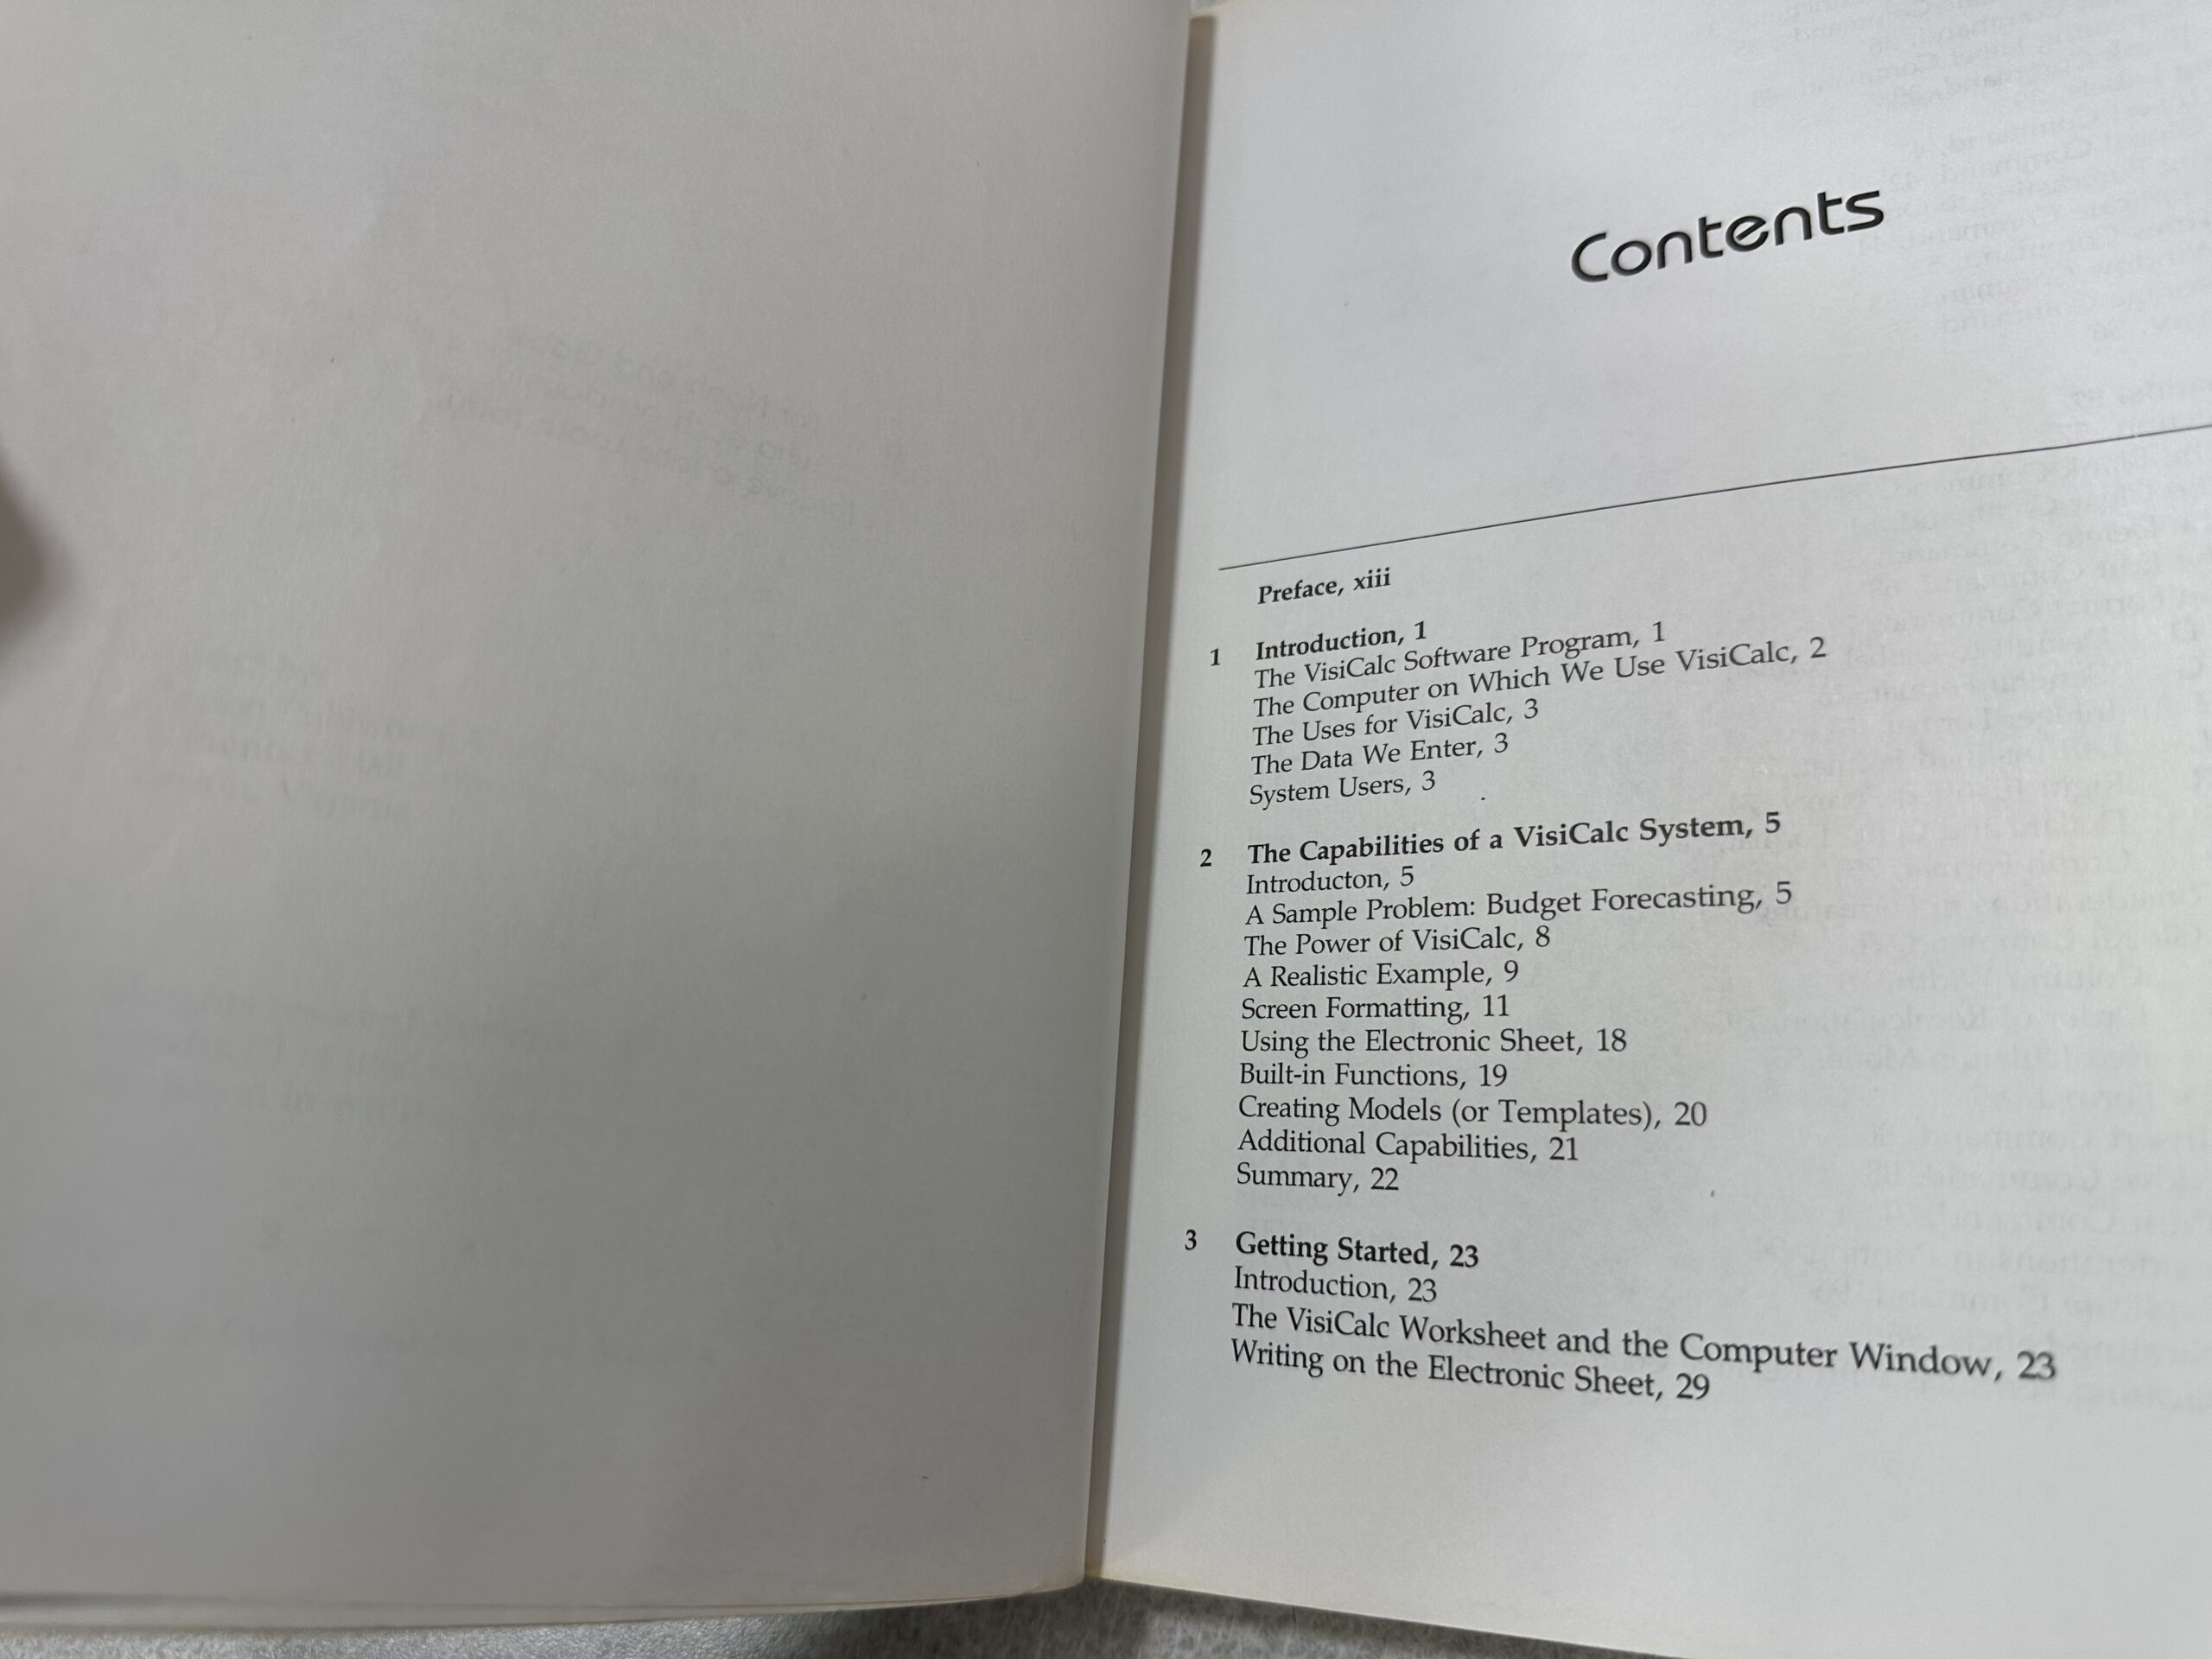 Contents
Preface, xiii
1 Introduction, 1
The VisiCalc Software Program, 1
The Computer on Which We Use VisiCalc, 2
The Uses for VisiCalc, 3
The Data We Enter, 3
System Users, 3
2 The Capabilities of a VisiCalc System, 5
Introducton, 5
A Sample Problem: Budget Forecasting, 5
The Power of VisiCalc, 8
A Realistic Example, 9
Screen Formatting, 11
Using the Electronic Sheet, 18
Built-in Functions, 19
Creating Models (or Templates), 20
Additional Capabilities, 21
Summary, 22
3 Getting Started, 23
Introduction, 23
The VisiCalc Worksheet and the Computer Window, 23
Writing on the Electronic Sheet, 29